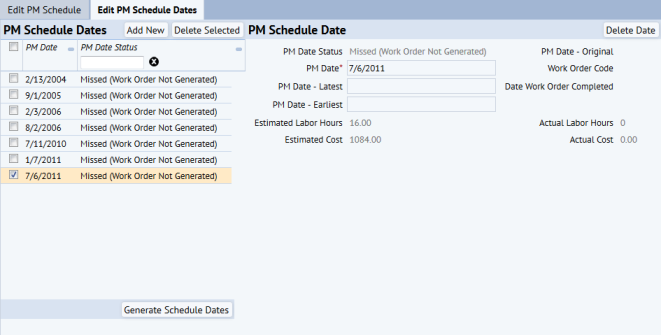 Edit PM Schedule Edit PM Schedule Dates
PM Schedule Dates Add New Delete Selected
PM Date PM Date Status
2/13/2004 Missed (Work Order Not Generated)
9/1/2005 Missed (Work Order Not Generated)
2/3/2006 Missed (Work Order Not Generated)
8/2/2006 Missed (Work Order Not Generated)
7/11/2010 Missed (Work Order Not Generated)
1/7/2011 Missed (Work Order Not Generated)
7/6/2011 Missed (Work Order Not Generated)
Generate Schedule Dates
PM Schedule Date Delete Date
PM Date Status Missed (Work Order Not Generated) PM Date - Original
PM Date* 7/6/2011 Work Order Code
PM Date - Latest Date Work Order Completed
PM Date - Earliest
Estimated Labor Hours 16.00 Actual Labor Hours 0
Estimated Cost 1084.00 Actual Cost 0.00